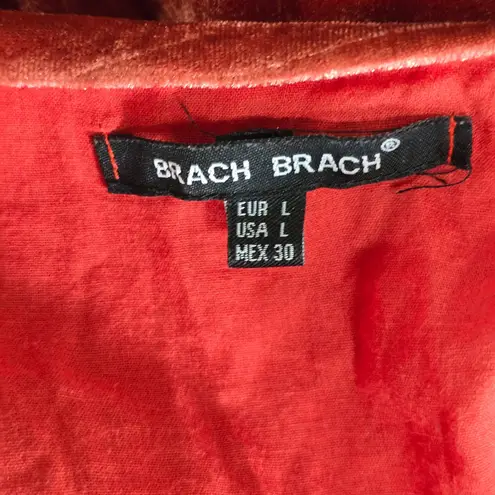 BRACH BRACH®
EUR L
USA L
MEX 30